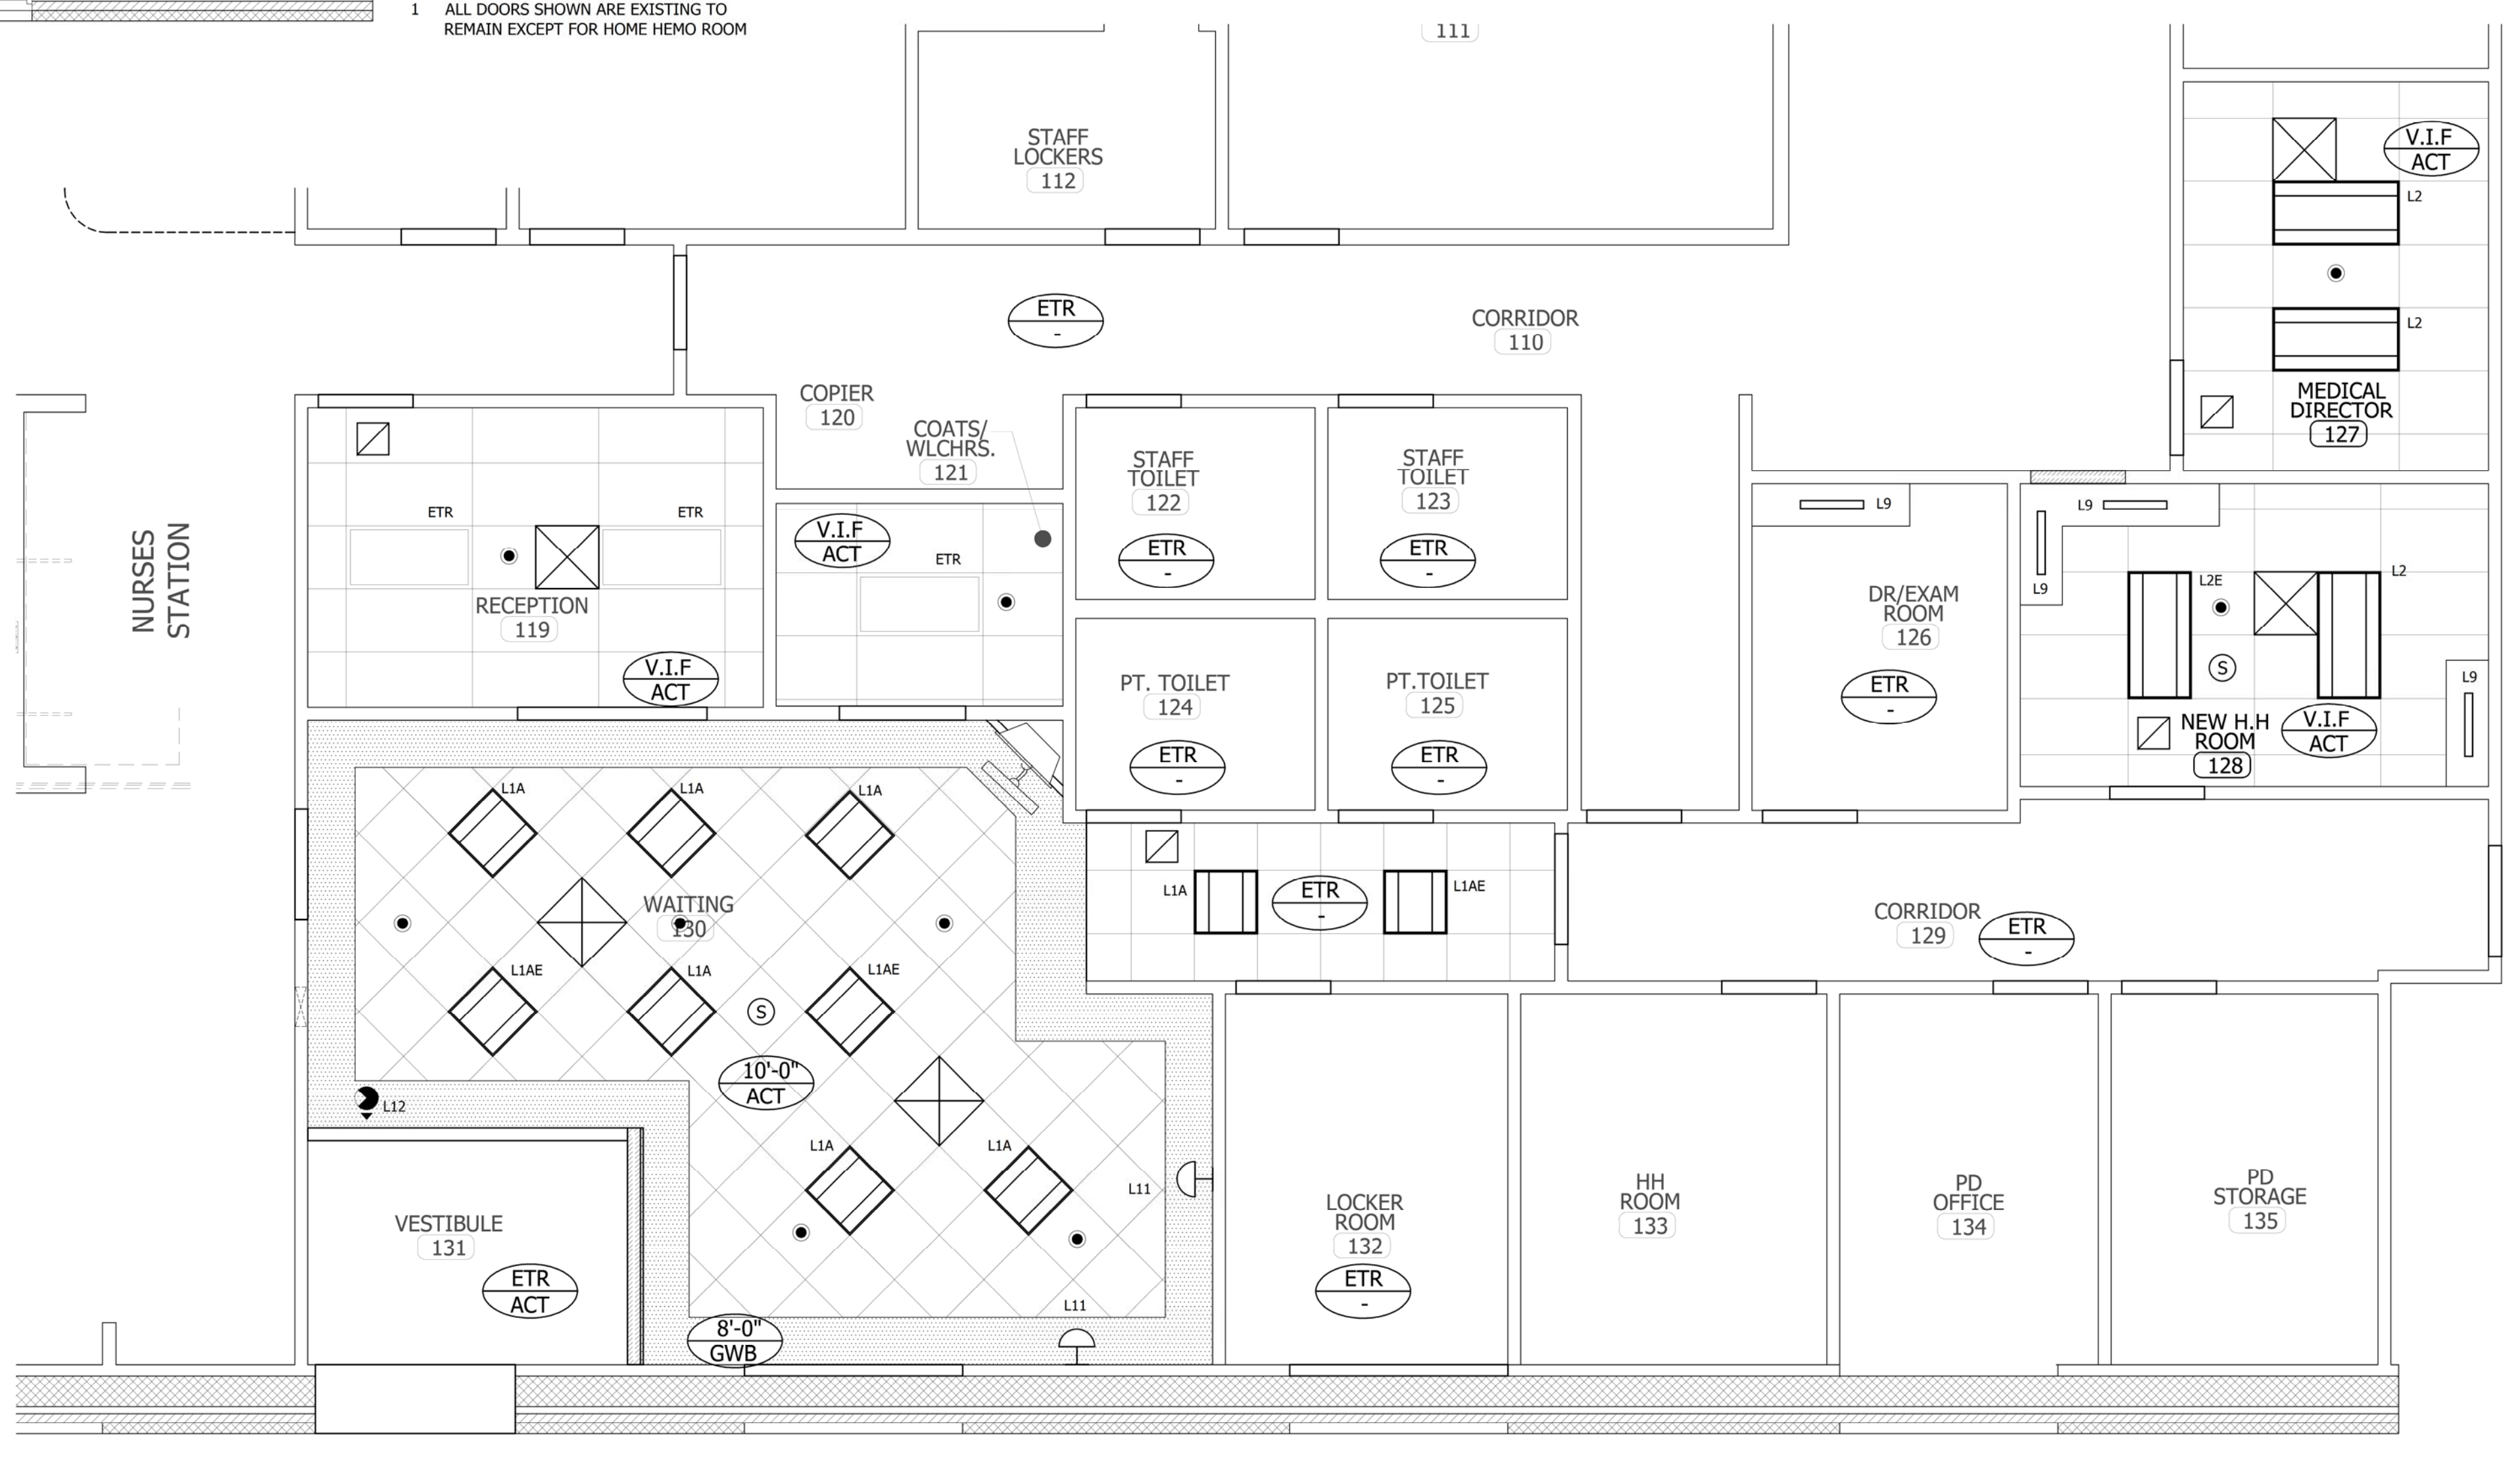 1 ALL DOORS SHOWN ARE EXISTING TO
REMAIN EXCEPT FOR HOME HEMO ROOM
111
STAFF
LOCKERS
112
V.I.F
ACT
L2
L2
MEDICAL
DIRECTOR
127
ETR
-
CORRIDOR
110
COPIER
120
COATS/
WLCHRS.
121
NURSES
STATION
ETR
ETR
RECEPTION
119
V.I.F
ACT
V.I.F
ACT
ETR
STAFF
TOILET
122
ETR
-
STAFF
TOILET
123
ETR
-
PT. TOILET
124
ETR
-
PT.TOILET
125
ETR
-
L9
DR/EXAM
ROOM
126
ETR
-
L9
L9
L2E
L2
S
L9
NEW H.H
ROOM
128
V.I.F
ACT
L1A
L1A
L1A
WAITING
130
L1AE
L1A
L1AE
S
10'-0"
ACT
L12
L1A
L1A
L11
L11
8'-0"
GWB
L1A
ETR
-
L1AE
CORRIDOR
129
ETR
-
VESTIBULE
131
ETR
ACT
LOCKER
ROOM
132
ETR
-
HH
ROOM
133
PD
OFFICE
134
PD
STORAGE
135